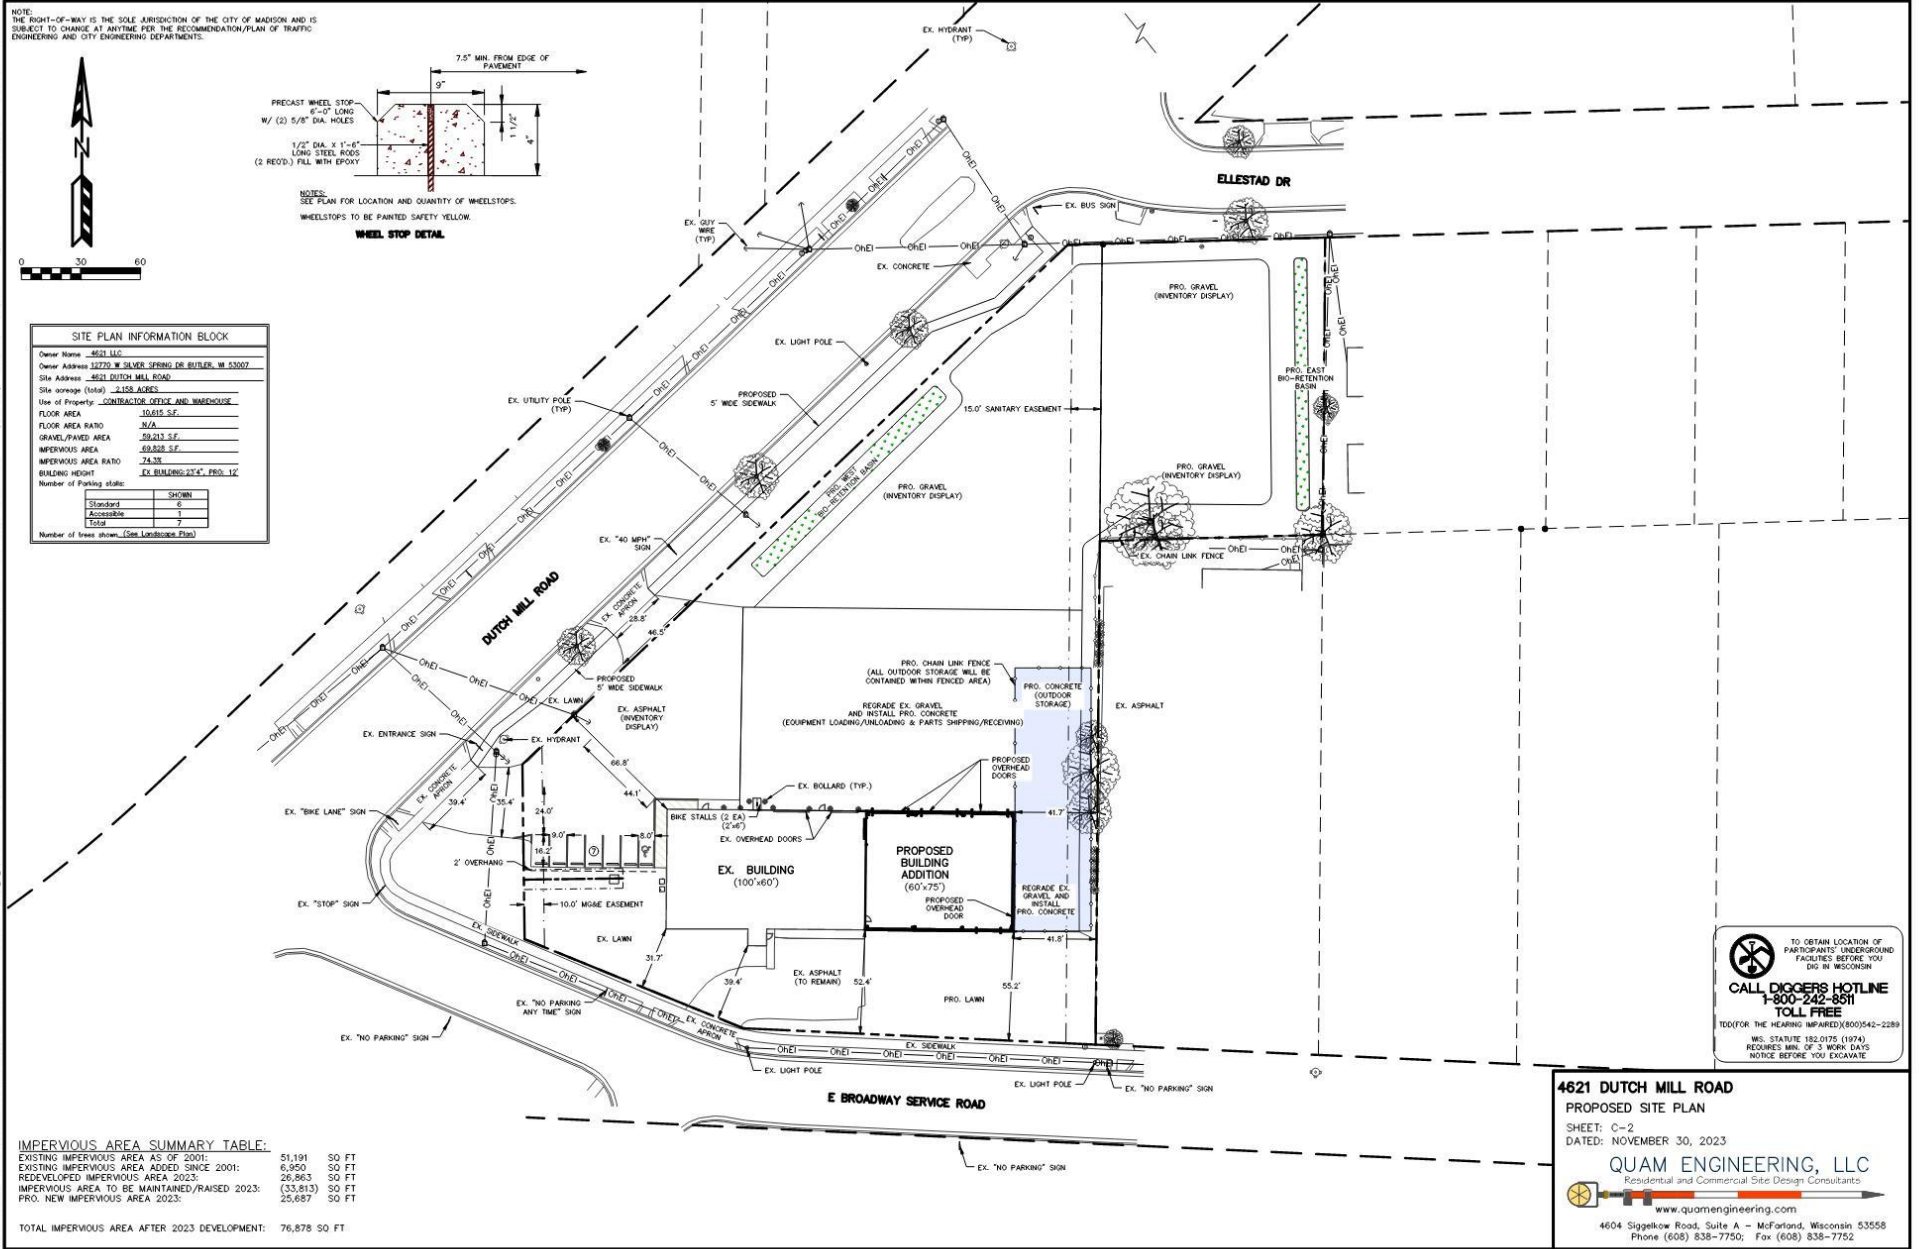 NOTE:
THE RIGHT-OF-WAY IS THE SOLE JURISDICTION OF THE CITY OF MADISON AND IS
SUBJECT TO CHANGE AT ANYTIME PER THE RECOMMENDATION/PLAN OF TRAFFIC
ENGINEERING AND CITY ENGINEERING DEPARTMENTS.
N
0 30 60
7.5" MIN. FROM EDGE OF
PAVEMENT
9"
1 1/2"
4"
PRECAST WHEEL STOP
6'-0" LONG
W/ (2) 5/8" DIA. HOLES
1/2" DIA. X 1'-6"
LONG STEEL RODS
(2 REQ'D.) FILL WITH EPOXY
NOTES:
SEE PLAN FOR LOCATION AND QUANTITY OF WHEELSTOPS.
WHEELSTOPS TO BE PAINTED SAFETY YELLOW.
WHEEL STOP DETAIL
SITE PLAN INFORMATION BLOCK
Owner Name 4621 LLC
Owner Address 12770 W SILVER SPRING DR BUTLER, WI 53007
Site Address 4621 DUTCH MILL ROAD
Site acreage (total) 2.158 ACRES
Use of Property: CONTRACTOR OFFICE AND WAREHOUSE
FLOOR AREA 10,615 S.F.
FLOOR AREA RATIO N/A
GRAVEL/PAVED AREA 59,213 S.F.
IMPERVIOUS AREA 69,828 S.F.
IMPERVIOUS AREA RATIO 74.3%
BUILDING HEIGHT EX BUILDING:23'4", PRO: 12'
Number of Parking stalls:
SHOWN
Standard 6
Accessible 1
Total 7
Number of trees shown (See Landscape Plan)
EX. HYDRANT
(TYP)
ELLESTAD DR
EX. BUS SIGN
EX. GUY
WIRE
(TYP)
EX. CONCRETE
OhEl OhEl OhEl
PRO. GRAVEL
(INVENTORY DISPLAY)
EX. LIGHT POLE
PRO. EAST
BIO-RETENTION
BASIN
EX. UTILITY POLE
(TYP)
PROPOSED
5' WIDE SIDEWALK
15.0' SANITARY EASEMENT
PRO. WEST
BIO-RETENTION BASIN
PRO. GRAVEL
(INVENTORY DISPLAY)
PRO. GRAVEL
(INVENTORY DISPLAY)
EX. "40 MPH"
SIGN
EX. CHAIN LINK FENCE
DUTCH MILL ROAD
EX. CONCRETE
APRON
28.8'
46.5'
PROPOSED
5' WIDE SIDEWALK
PRO. CHAIN LINK FENCE
(ALL OUTDOOR STORAGE WILL BE
CONTAINED WITHIN FENCED AREA)
PRO. CONCRETE
(OUTDOOR
STORAGE)
EX. LAWN
EX. ASPHALT
(INVENTORY
DISPLAY)
REGRADE EX. GRAVEL
AND INSTALL PRO. CONCRETE
(EQUIPMENT LOADING/UNLOADING & PARTS SHIPPING/RECEIVING)
EX. ASPHALT
EX. ENTRANCE SIGN
EX. HYDRANT
66.8'
44.1'
PROPOSED
OVERHEAD
DOORS
EX. CONCRETE
APRON
39.4'
35.4'
24.0'
EX. BOLLARD (TYP.)
EX. "BIKE LANE" SIGN
BIKE STALLS (2 EA)
(2'x6')
41.7'
9.0'
8.0'
16.2'
7
EX. OVERHEAD DOORS
2' OVERHANG
EX. BUILDING
(100'x60')
PROPOSED
BUILDING
ADDITION
(60'x75')
PROPOSED
OVERHEAD
DOOR
REGRADE EX.
GRAVEL AND
INSTALL
PRO. CONCRETE
EX. "STOP" SIGN
10.0' MG&E EASEMENT
EX. SIDEWALK
EX. LAWN
41.8'
31.7'
39.4'
EX. ASPHALT
(TO REMAIN)
52.4'
55.2'
PRO. LAWN
EX. "NO PARKING
ANY TIME" SIGN
EX. CONCRETE
APRON
EX. "NO PARKING" SIGN
EX. SIDEWALK
OhEl OhEl OhEl OhEl OhEl OhEl
EX. LIGHT POLE
EX. LIGHT POLE
EX. "NO PARKING" SIGN
E BROADWAY SERVICE ROAD
EX. "NO PARKING" SIGN
TO OBTAIN LOCATION OF
PARTICIPANTS' UNDERGROUND
FACILITIES BEFORE YOU
DIG IN WISCONSIN
CALL DIGGERS HOTLINE
1-800-242-8511
TOLL FREE
TDD(FOR THE HEARING IMPAIRED)(800)542-2289
WIS. STATUTE 182.0175 (1974)
REQUIRES MIN. OF 3 WORK DAYS
NOTICE BEFORE YOU EXCAVATE
IMPERVIOUS AREA SUMMARY TABLE:
EXISTING IMPERVIOUS AREA AS OF 2001: 51,191 SQ FT
EXISTING IMPERVIOUS AREA ADDED SINCE 2001: 6,950 SQ FT
REDEVELOPED IMPERVIOUS AREA 2023: 26,863 SQ FT
IMPERVIOUS AREA TO BE MAINTAINED/RAISED 2023: (33,813) SQ FT
PRO. NEW IMPERVIOUS AREA 2023: 25,687 SQ FT
TOTAL IMPERVIOUS AREA AFTER 2023 DEVELOPMENT: 76,878 SQ FT
4621 DUTCH MILL ROAD
PROPOSED SITE PLAN
SHEET: C-2
DATED: NOVEMBER 30, 2023
QUAM ENGINEERING, LLC
Residential and Commercial Site Design Consultants
www.quamengineering.com
4604 Siggelkow Road, Suite A - McFarland, Wisconsin 53558
Phone (608) 838-7750; Fax (608) 838-7752